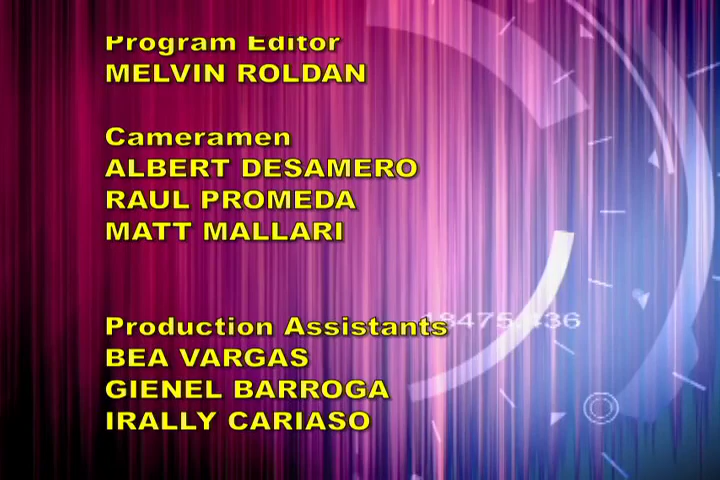 Program Editor
MELVIN ROLDAN
Cameramen
ALBERT DESAMERO
RAUL PROMEDA
MATT MALLARI
Production Assistants
BEA VARGAS
GIENEL BARROGA
IRALLY CARIASO